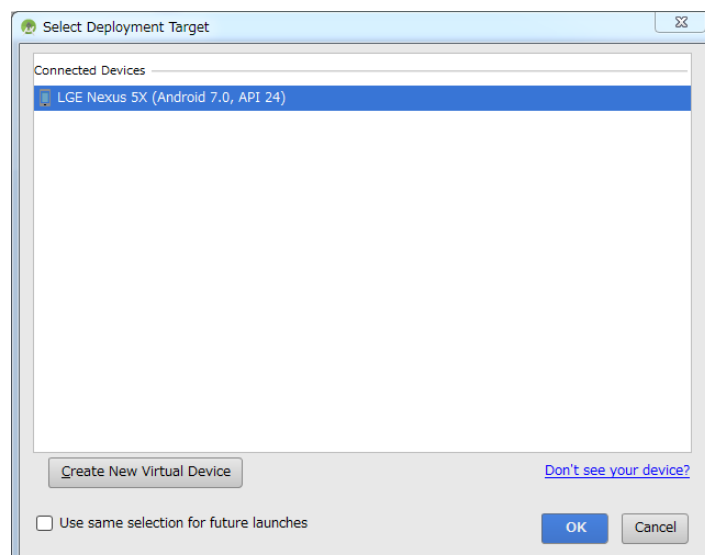 Select Deployment Target
Connected Devices
LGE Nexus 5X (Android 7.0, API 24)
Create New Virtual Device
Don't see your device?
Use same selection for future launches
OK
Cancel